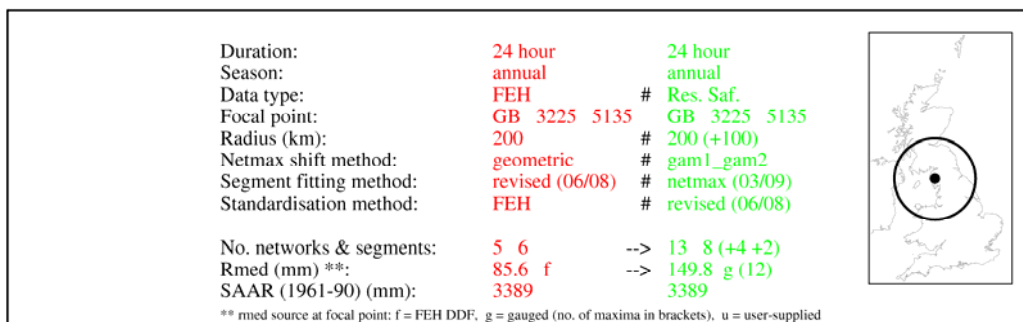 Duration: 24 hour 24 hour
Season: annual annual
Data type: FEH # Res. Saf.
Focal point: GB 3225 5135 GB 3225 5135
Radius (km): 200 # 200 (+100)
Netmax shift method: geometric # gam1_gam2
Segment fitting method: revised (06/08) # netmax (03/09)
Standardisation method: FEH # revised (06/08)
No. networks & segments: 5 6 --> 13 8 (+4 +2)
Rmed (mm) **: 85.6 f --> 149.8 g (12)
SAAR (1961-90) (mm): 3389 3389
** rmed source at focal point: f = FEH DDF, g = gauged (no. of maxima in brackets), u = user-supplied